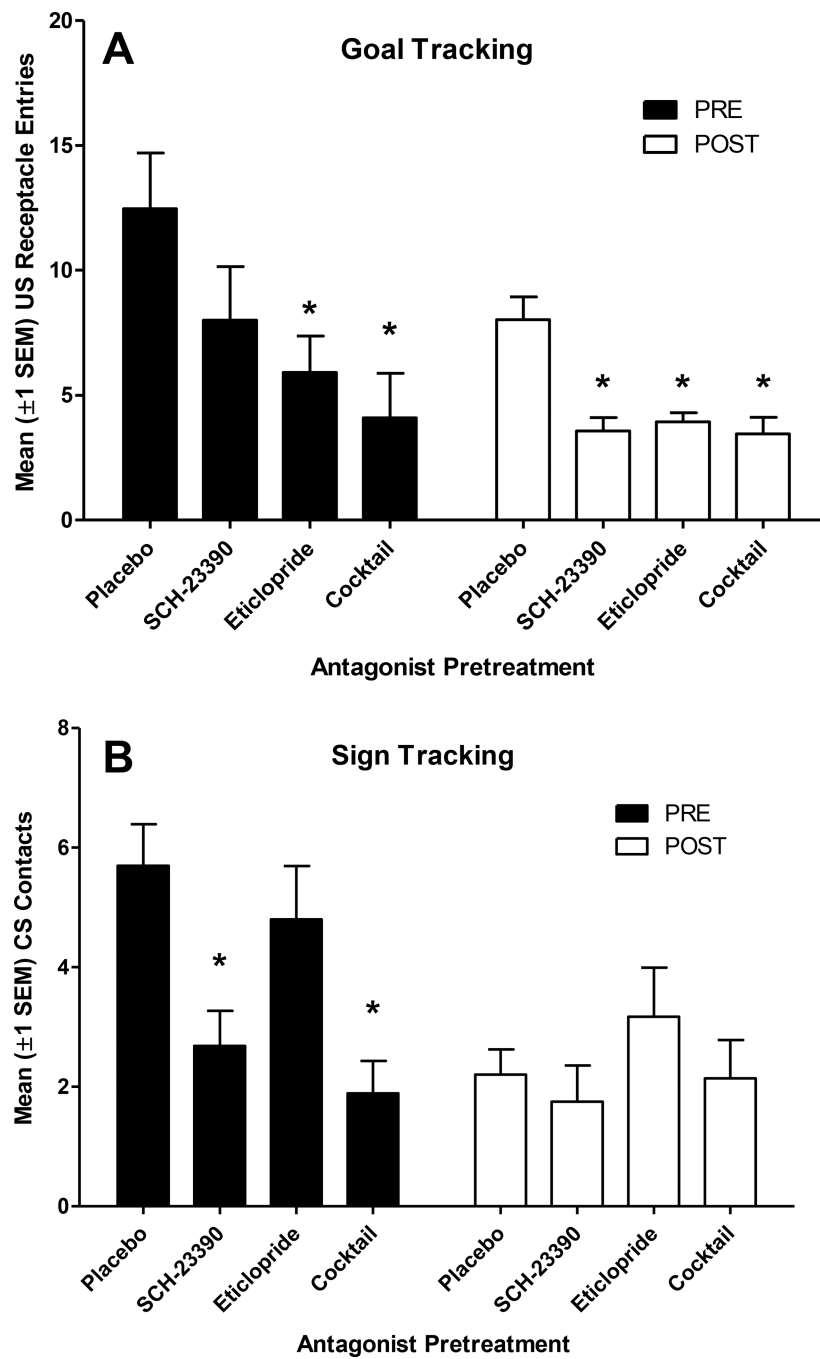 A
Goal Tracking
PRE
POST
Mean (±1 SEM) US Receptacle Entries
20
15
10
5
0
*
*
*
*
*
Placebo
SCH-23390
Eticlopride
Cocktail
Placebo
SCH-23390
Eticlopride
Cocktail
Antagonist Pretreatment
B
Sign Tracking
PRE
POST
Mean (±1 SEM) CS Contacts
8
6
4
2
0
*
*
Placebo
SCH-23390
Eticlopride
Cocktail
Placebo
SCH-23390
Eticlopride
Cocktail
Antagonist Pretreatment